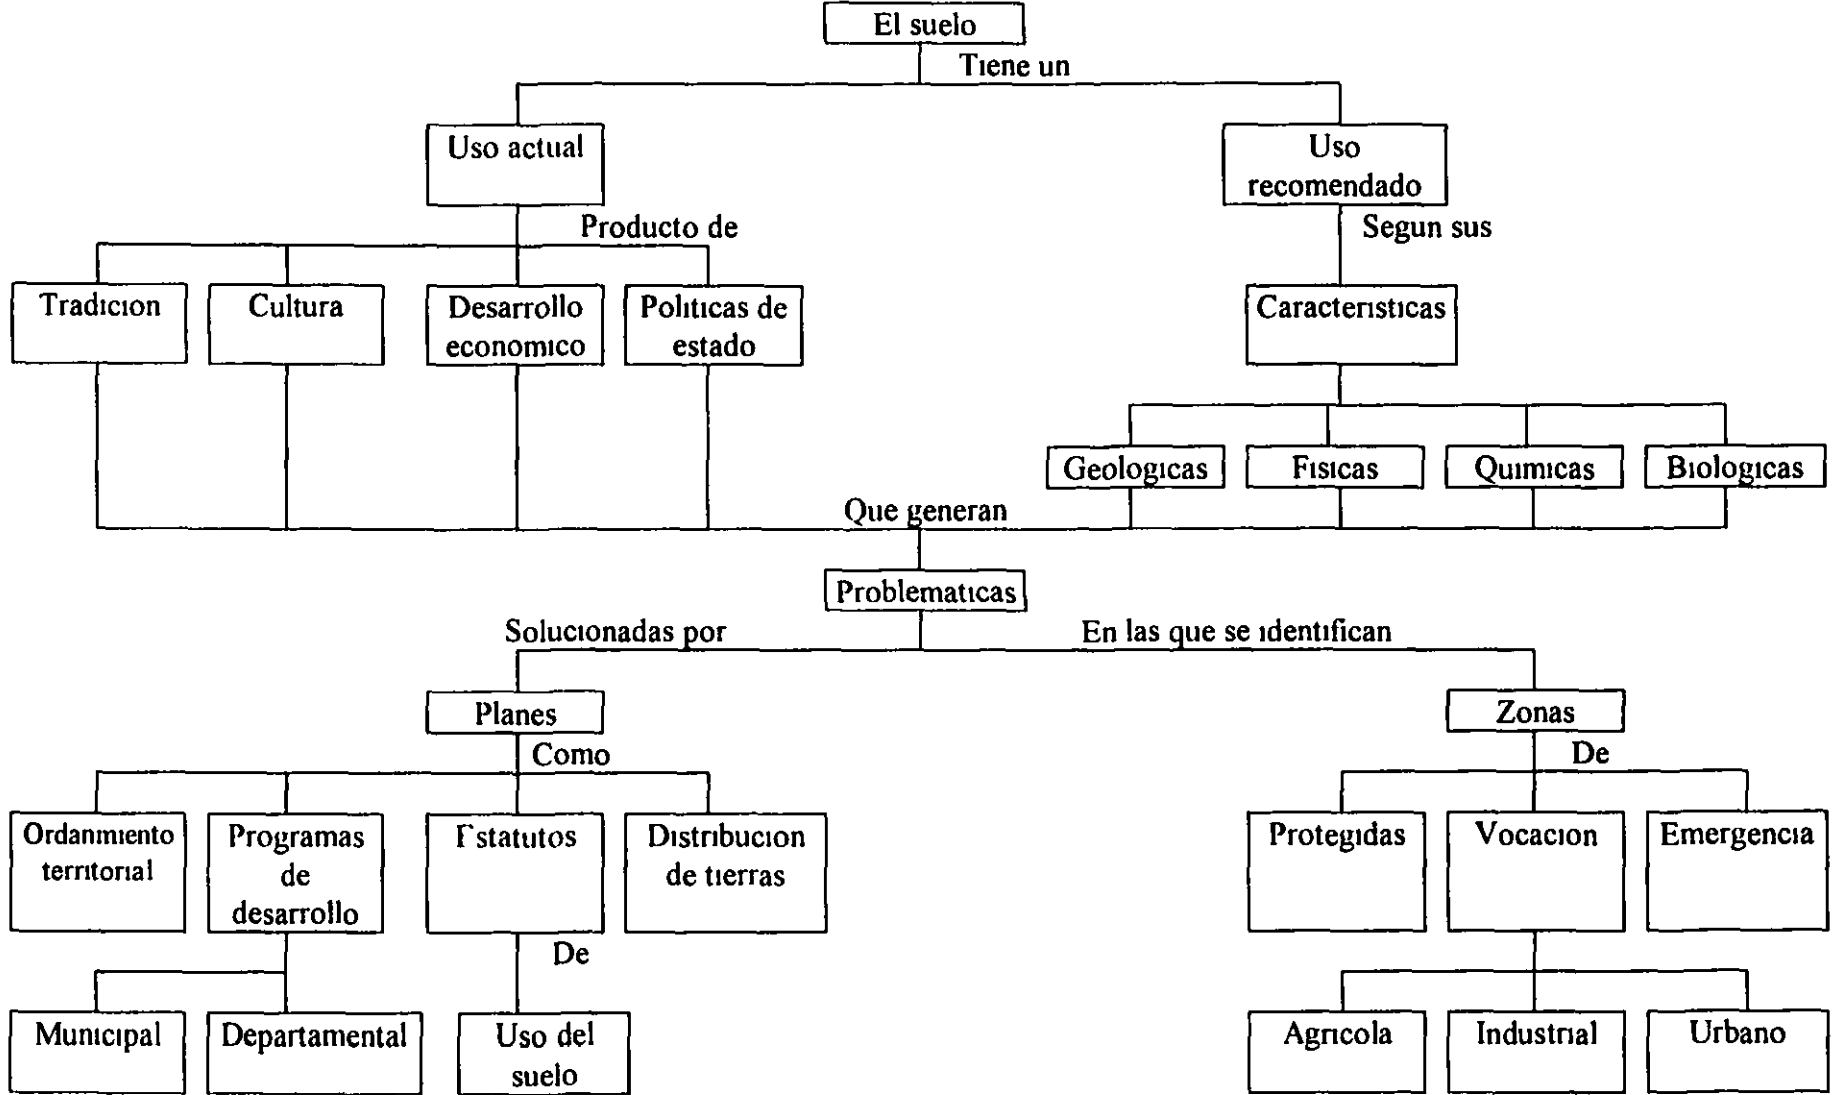 El suelo
Tiene un
Uso actual
Uso
recomendado
Producto de
Segun sus
Tradicion
Cultura
Desarrollo
economico
Politicas de
estado
Caracteristicas
Geologicas
Fisicas
Quimicas
Biologicas
Que generan
Problematicas
Solucionadas por
En las que se identifican
Planes
Zonas
Como
De
Ordanmiento
territorial
Programas
de
desarrollo
Estatutos
Distribucion
de tierras
Protegidas
Vocacion
Emergencia
De
Municipal
Departamental
Uso del
suelo
Agricola
Industrial
Urbano